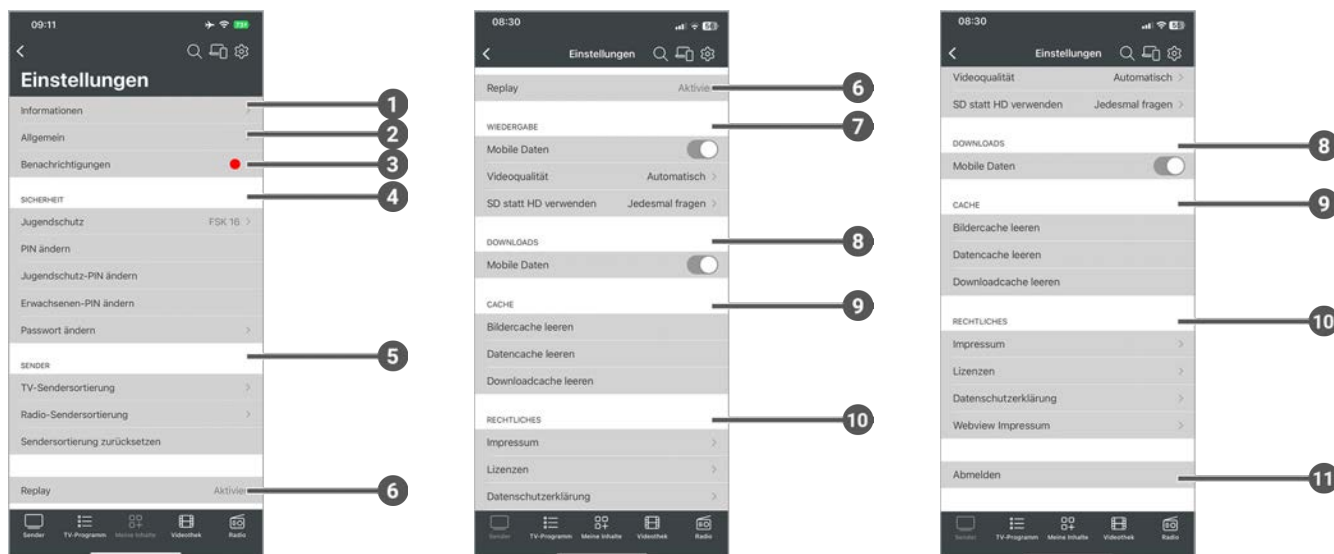 09:11
73+
Einstellungen
Informationen
1
Allgemein
2
Benachrichtigungen
3
SICHERHEIT
4
Jugendschutz FSK 16
PIN ändern
Jugendschutz-PIN ändern
Erwachsenen-PIN ändern
Passwort ändern
5
SENDER
TV-Sendersortierung
Radio-Sendersortierung
Sendersortierung zurücksetzen
Replay Aktivie
6
Sender TV-Programm Meine Inhalte Videothek Radio
08:30
Einstellungen
Replay Aktivie
6
WIEDERGABE
7
Mobile Daten
Videoqualität Automatisch
SD statt HD verwenden Jedesmal fragen
DOWNLOADS
8
Mobile Daten
CACHE
9
Bildercache leeren
Datencache leeren
Downloadcache leeren
RECHTLICHES
10
Impressum
Lizenzen
Datenschutzerklärung
Sender TV-Programm Meine Inhalte Videothek Radio
08:30
Einstellungen
Videoqualität Automatisch
SD statt HD verwenden Jedesmal fragen
DOWNLOADS
8
Mobile Daten
CACHE
9
Bildercache leeren
Datencache leeren
Downloadcache leeren
RECHTLICHES
10
Impressum
Lizenzen
Datenschutzerklärung
Webview Impressum
Abmelden
11
Sender TV-Programm Meine Inhalte Videothek Radio